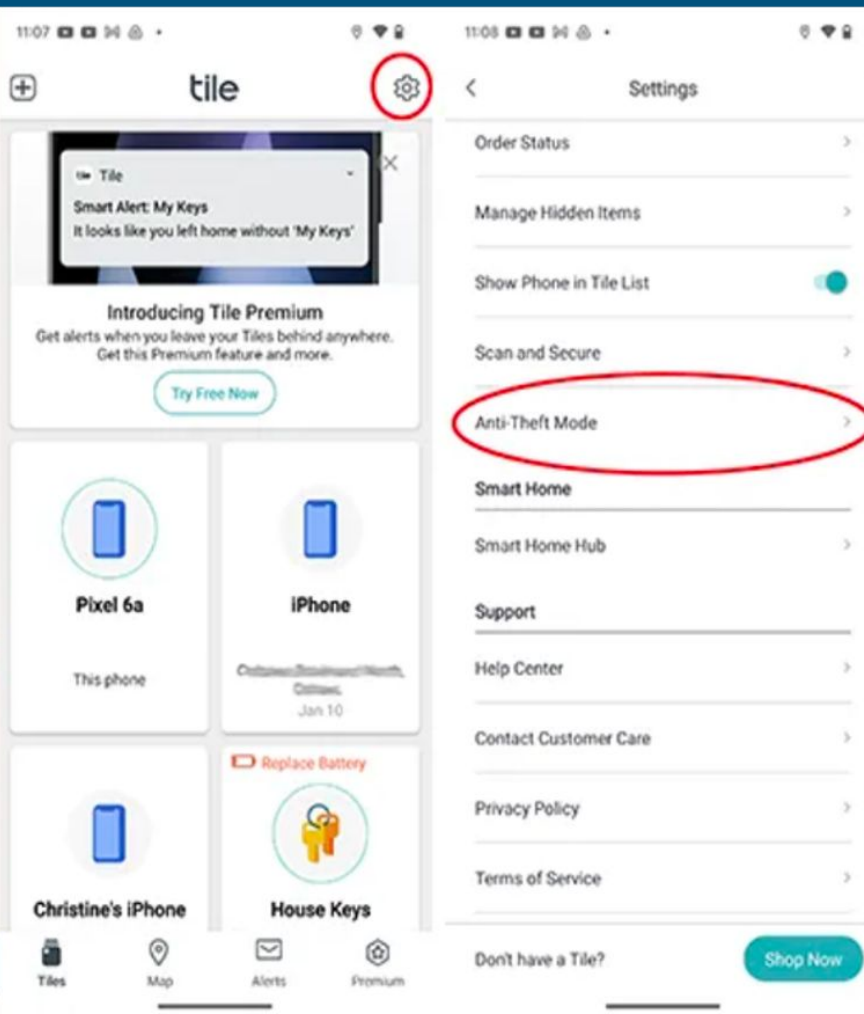 11:07
tile
tile Tile
Smart Alert: My Keys
It looks like you left home without 'My Keys'
Introducing Tile Premium
Get alerts when you leave your Tiles behind anywhere.
Get this Premium feature and more.
Try Free Now
Pixel 6a
This phone
iPhone
Jan 10
Christine's iPhone
Replace Battery
House Keys
Tiles
Map
Alerts
Premium
11:08
Settings
Order Status
Manage Hidden Items
Show Phone in Tile List
Scan and Secure
Anti-Theft Mode
Smart Home
Smart Home Hub
Support
Help Center
Contact Customer Care
Privacy Policy
Terms of Service
Don't have a Tile?
Shop Now